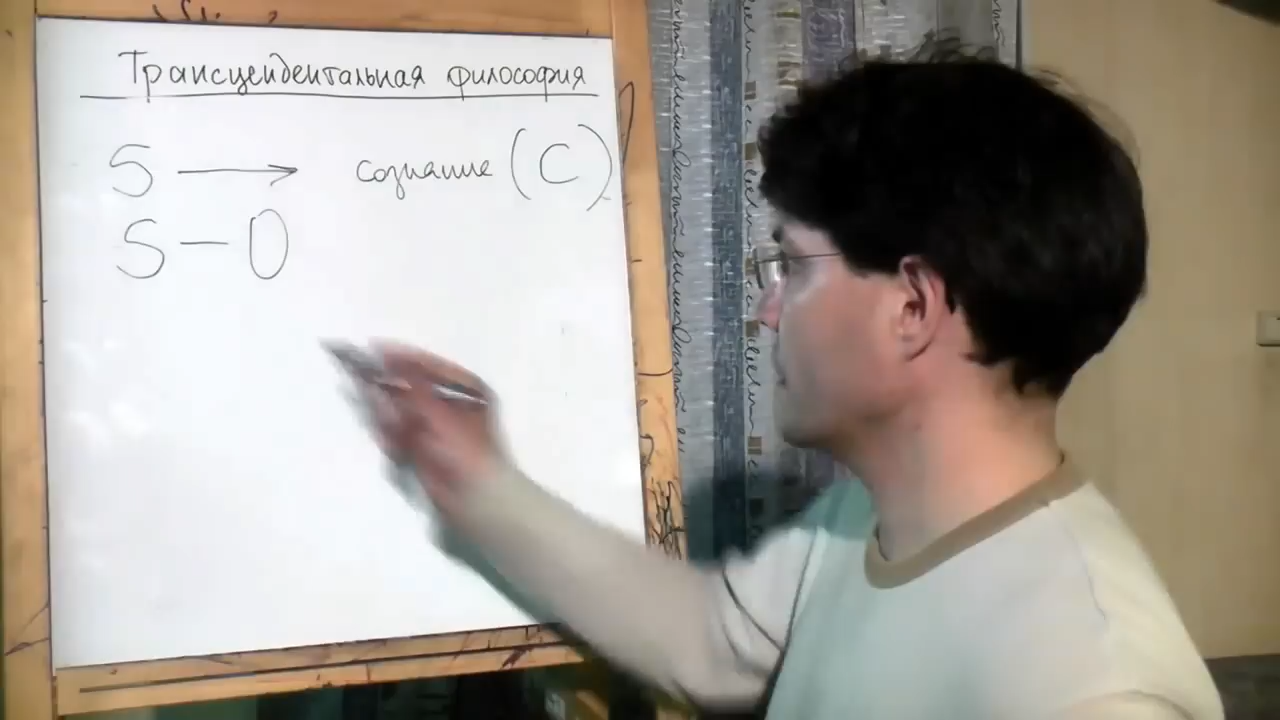 Трансцендентальная философия
S → сознание (С)
S — O